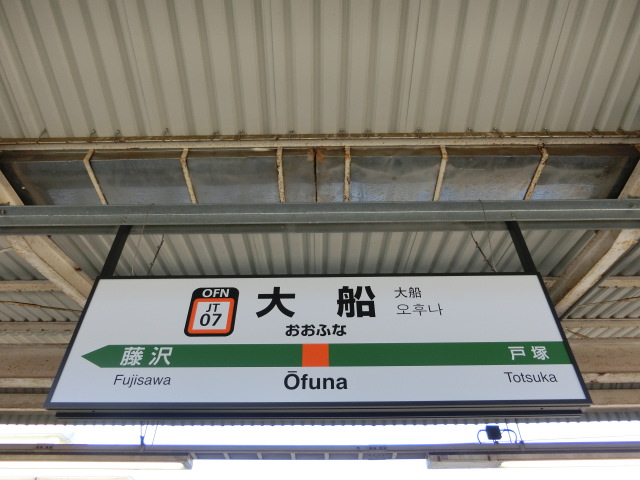 OFN
JT
07
大船
大船
오후나
おおふな
藤沢
戸塚
Fujisawa
Ōfuna
Totsuka